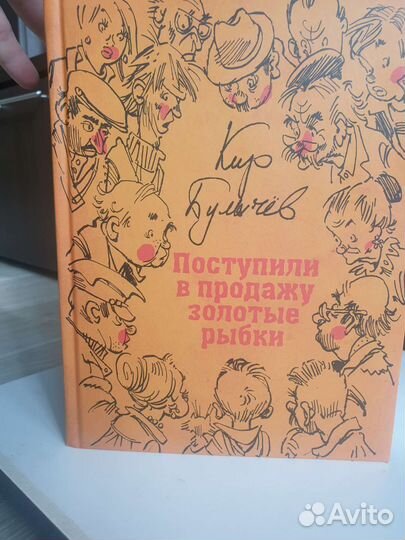 Кир
Булычёв
Поступили
в продажу
золотые
рыбки
Avito